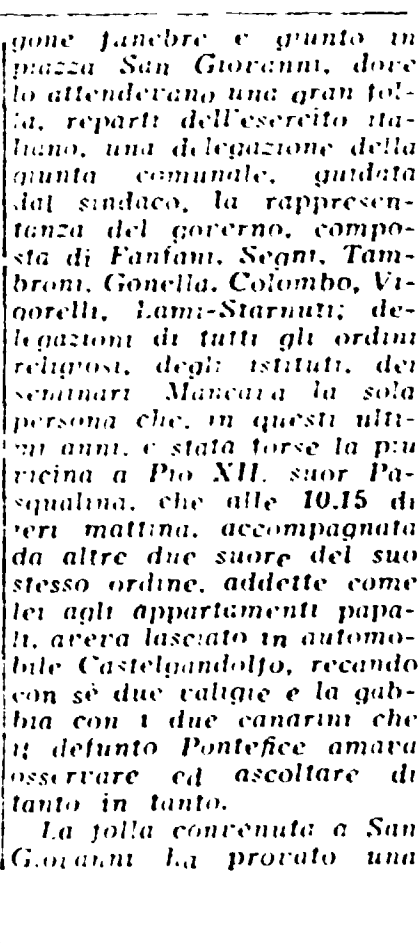 gone funebre e giunto in
piazza San Giovanni, dove
lo attendevano una gran fol-
la, reparti dell'esercito ita-
liano, una delegazione della
giunta comunale, guidata
dal sindaco, la rappresen-
tanza del governo, compo-
sta di Fanfani, Segni, Tam-
broni, Gonella, Colombo, Vi-
gorelli, Lami-Starnuti; de-
legazioni di tutti gli ordini
religiosi, degli istituti, dei
seminari Mancava la sola
persona che, in questi ulti-
mi anni, e stata forse la piu
vicina a Pio XII, suor Pa-
squalina, che alle 10.15 di
ieri mattina, accompagnata
da altre due suore del suo
stesso ordine, addette come
lei agli appartamenti papa-
li, aveva lasciato in automo-
bile Castelgandolfo, recando
con sè due valigie e la gab-
bia con i due canarini che
il defunto Pontefice amava
osservare ed ascoltare di
tanto in tanto.
La folla convenuta a San
Giovanni ha provato una